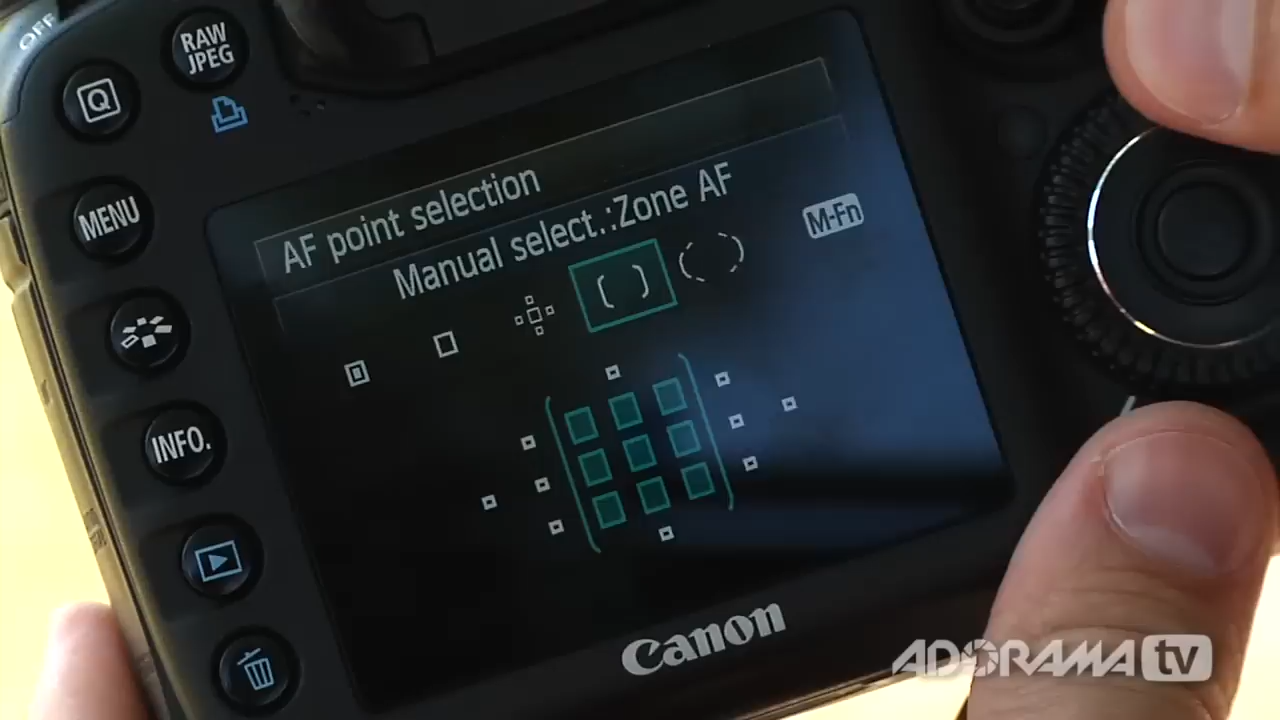 OFF
RAW
JPEG
Q
MENU
INFO.
AF point selection
Manual select.:Zone AF
M-Fn
Canon
ADORAMA tv